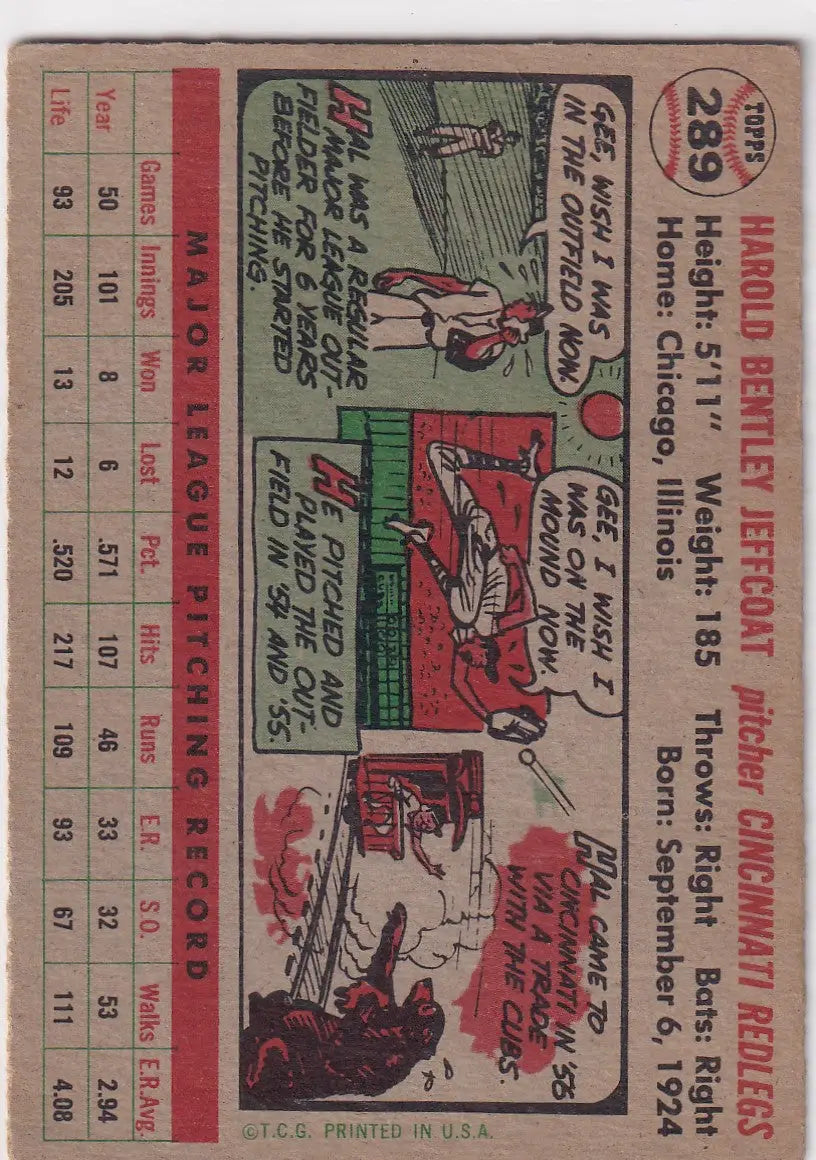 TOPPS
289
HAROLD BENTLEY JEFFCOAT pitcher CINCINNATI REDLEGS
Height: 5'11" Weight: 185 Throws: Right Bats: Right
Home: Chicago, Illinois Born: September 6, 1924
GEE, WISH I WAS
IN THE OUTFIELD NOW.
HAL WAS A REGULAR
MAJOR LEAGUE OUT-
FIELDER FOR 6 YEARS
BEFORE HE STARTED
PITCHING.
GEE, I WISH I
WAS ON THE
MOUND NOW.
HE PITCHED AND
PLAYED THE OUT-
FIELD IN '54 AND '55.
HAL CAME TO
CINCINNATI IN '56
VIA A TRADE
WITH THE CUBS.
MAJOR LEAGUE PITCHING RECORD
Games Innings Won Lost Pct. Hits Runs E.R. S.O. Walks E.R.Avg.
Year 50 101 8 6 .571 107 46 33 32 53 2.94
Life 93 205 13 12 .520 217 109 93 67 111 4.08
©T.C.G. PRINTED IN U.S.A.